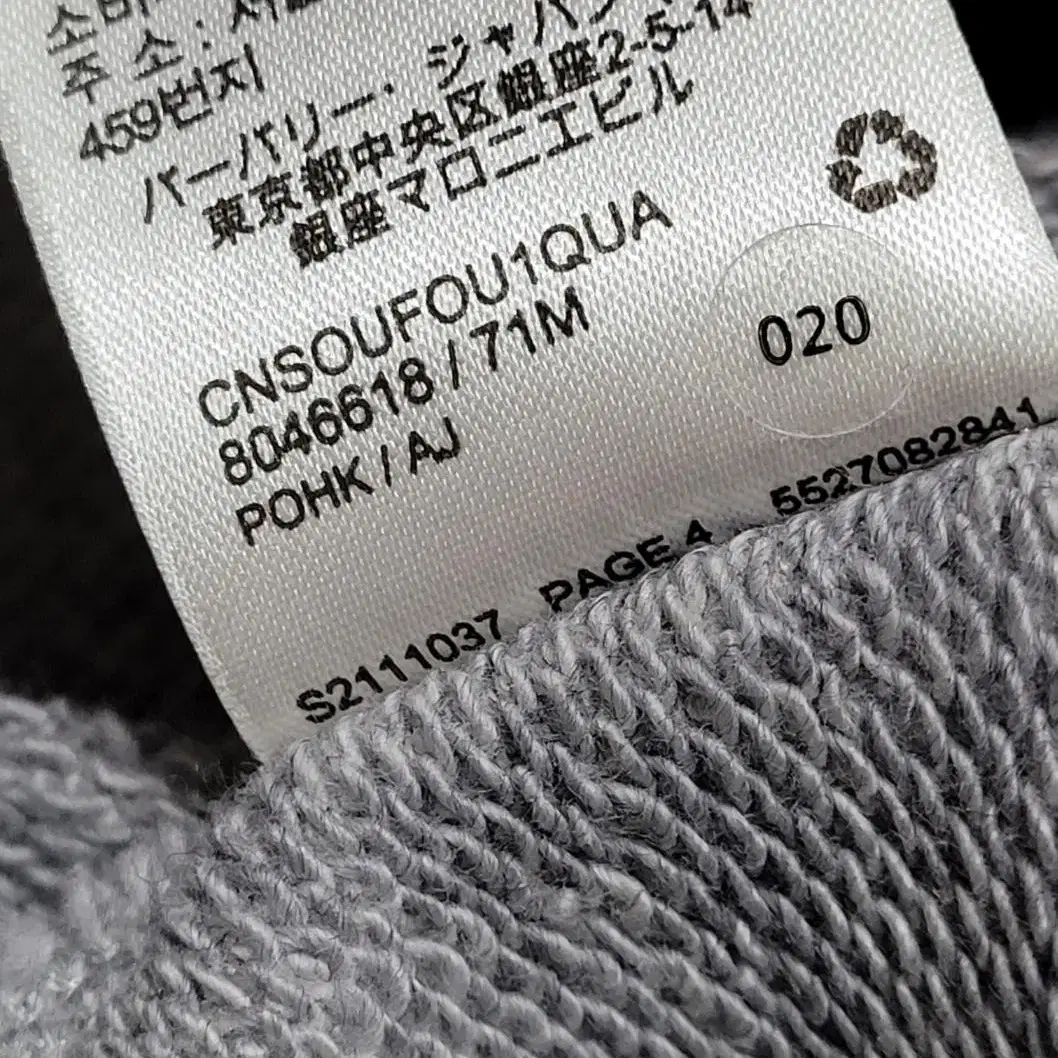 주 소 : 서울
459번지
バーバリー・ジャパン
東京都中央区銀座2-5-14
銀座マロニエビル
CNSOUFOU1QUA
8046618 / 71M
POHK / AJ
020
S2111037 PAGE 4 5527082841